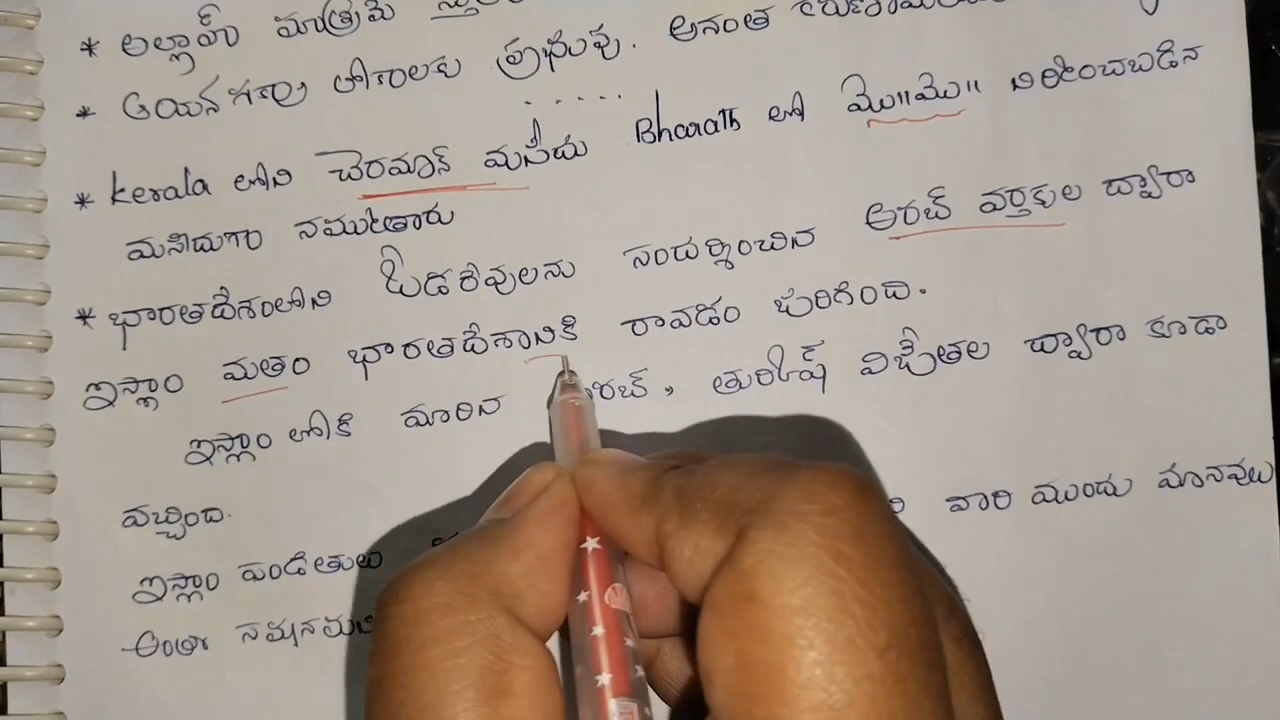 * అల్లాహ్ మాత్రమే
* ఆయన సకల లోకాలకు ప్రభువు. అనంత
* Kerala లోని చెరమాన్ మసీదు Bharath లో మొ॥మొ॥ నిర్మించబడిన
మసీదుగా నమ్ముతారు
* భారతదేశంలోని ఓడరేవులను సందర్శించిన అరబ్ వర్తకుల ద్వారా
ఇస్లాం మతం భారతదేశానికి రావడం జరిగింది.
ఇస్లాం లోకి మారిన తురిష్ విజేతల ద్వారా కూడా
వచ్చింది.
ఇస్లాం పండితులు వారి ముందు మానవులు
అంతా